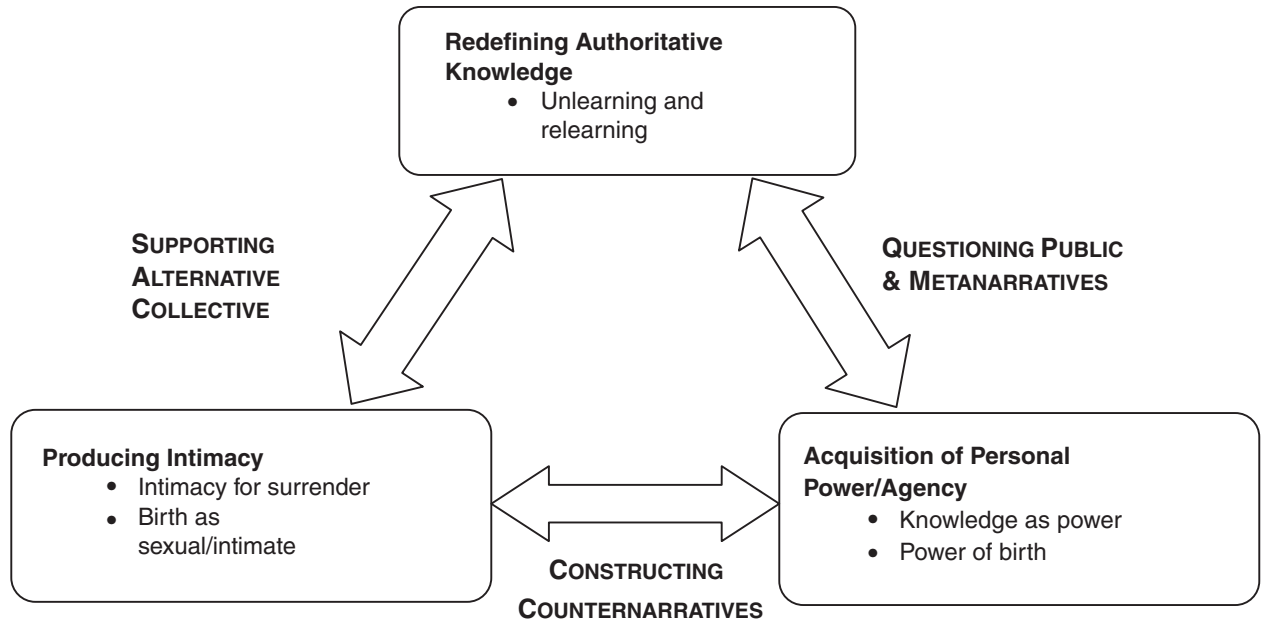 Redefining Authoritative
Knowledge
• Unlearning and
relearning
SUPPORTING
ALTERNATIVE
COLLECTIVE
QUESTIONING PUBLIC
& METANARRATIVES
Producing Intimacy
• Intimacy for surrender
• Birth as
sexual/intimate
Acquisition of Personal
Power/Agency
• Knowledge as power
• Power of birth
CONSTRUCTING
COUNTERNARRATIVES